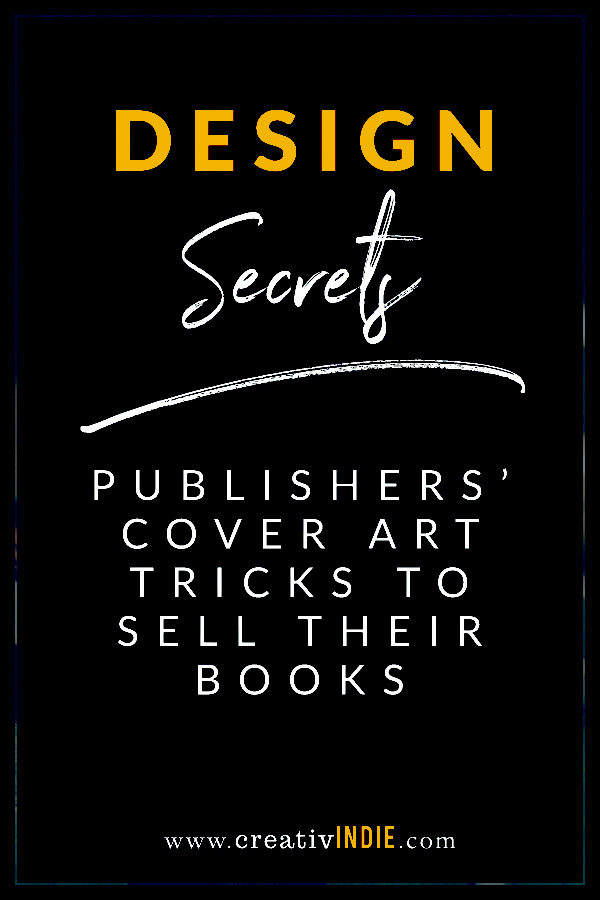 DESIGN
Secrets
PUBLISHERS’
COVER ART
TRICKS TO
SELL THEIR
BOOKS
www.creativINDIE.com